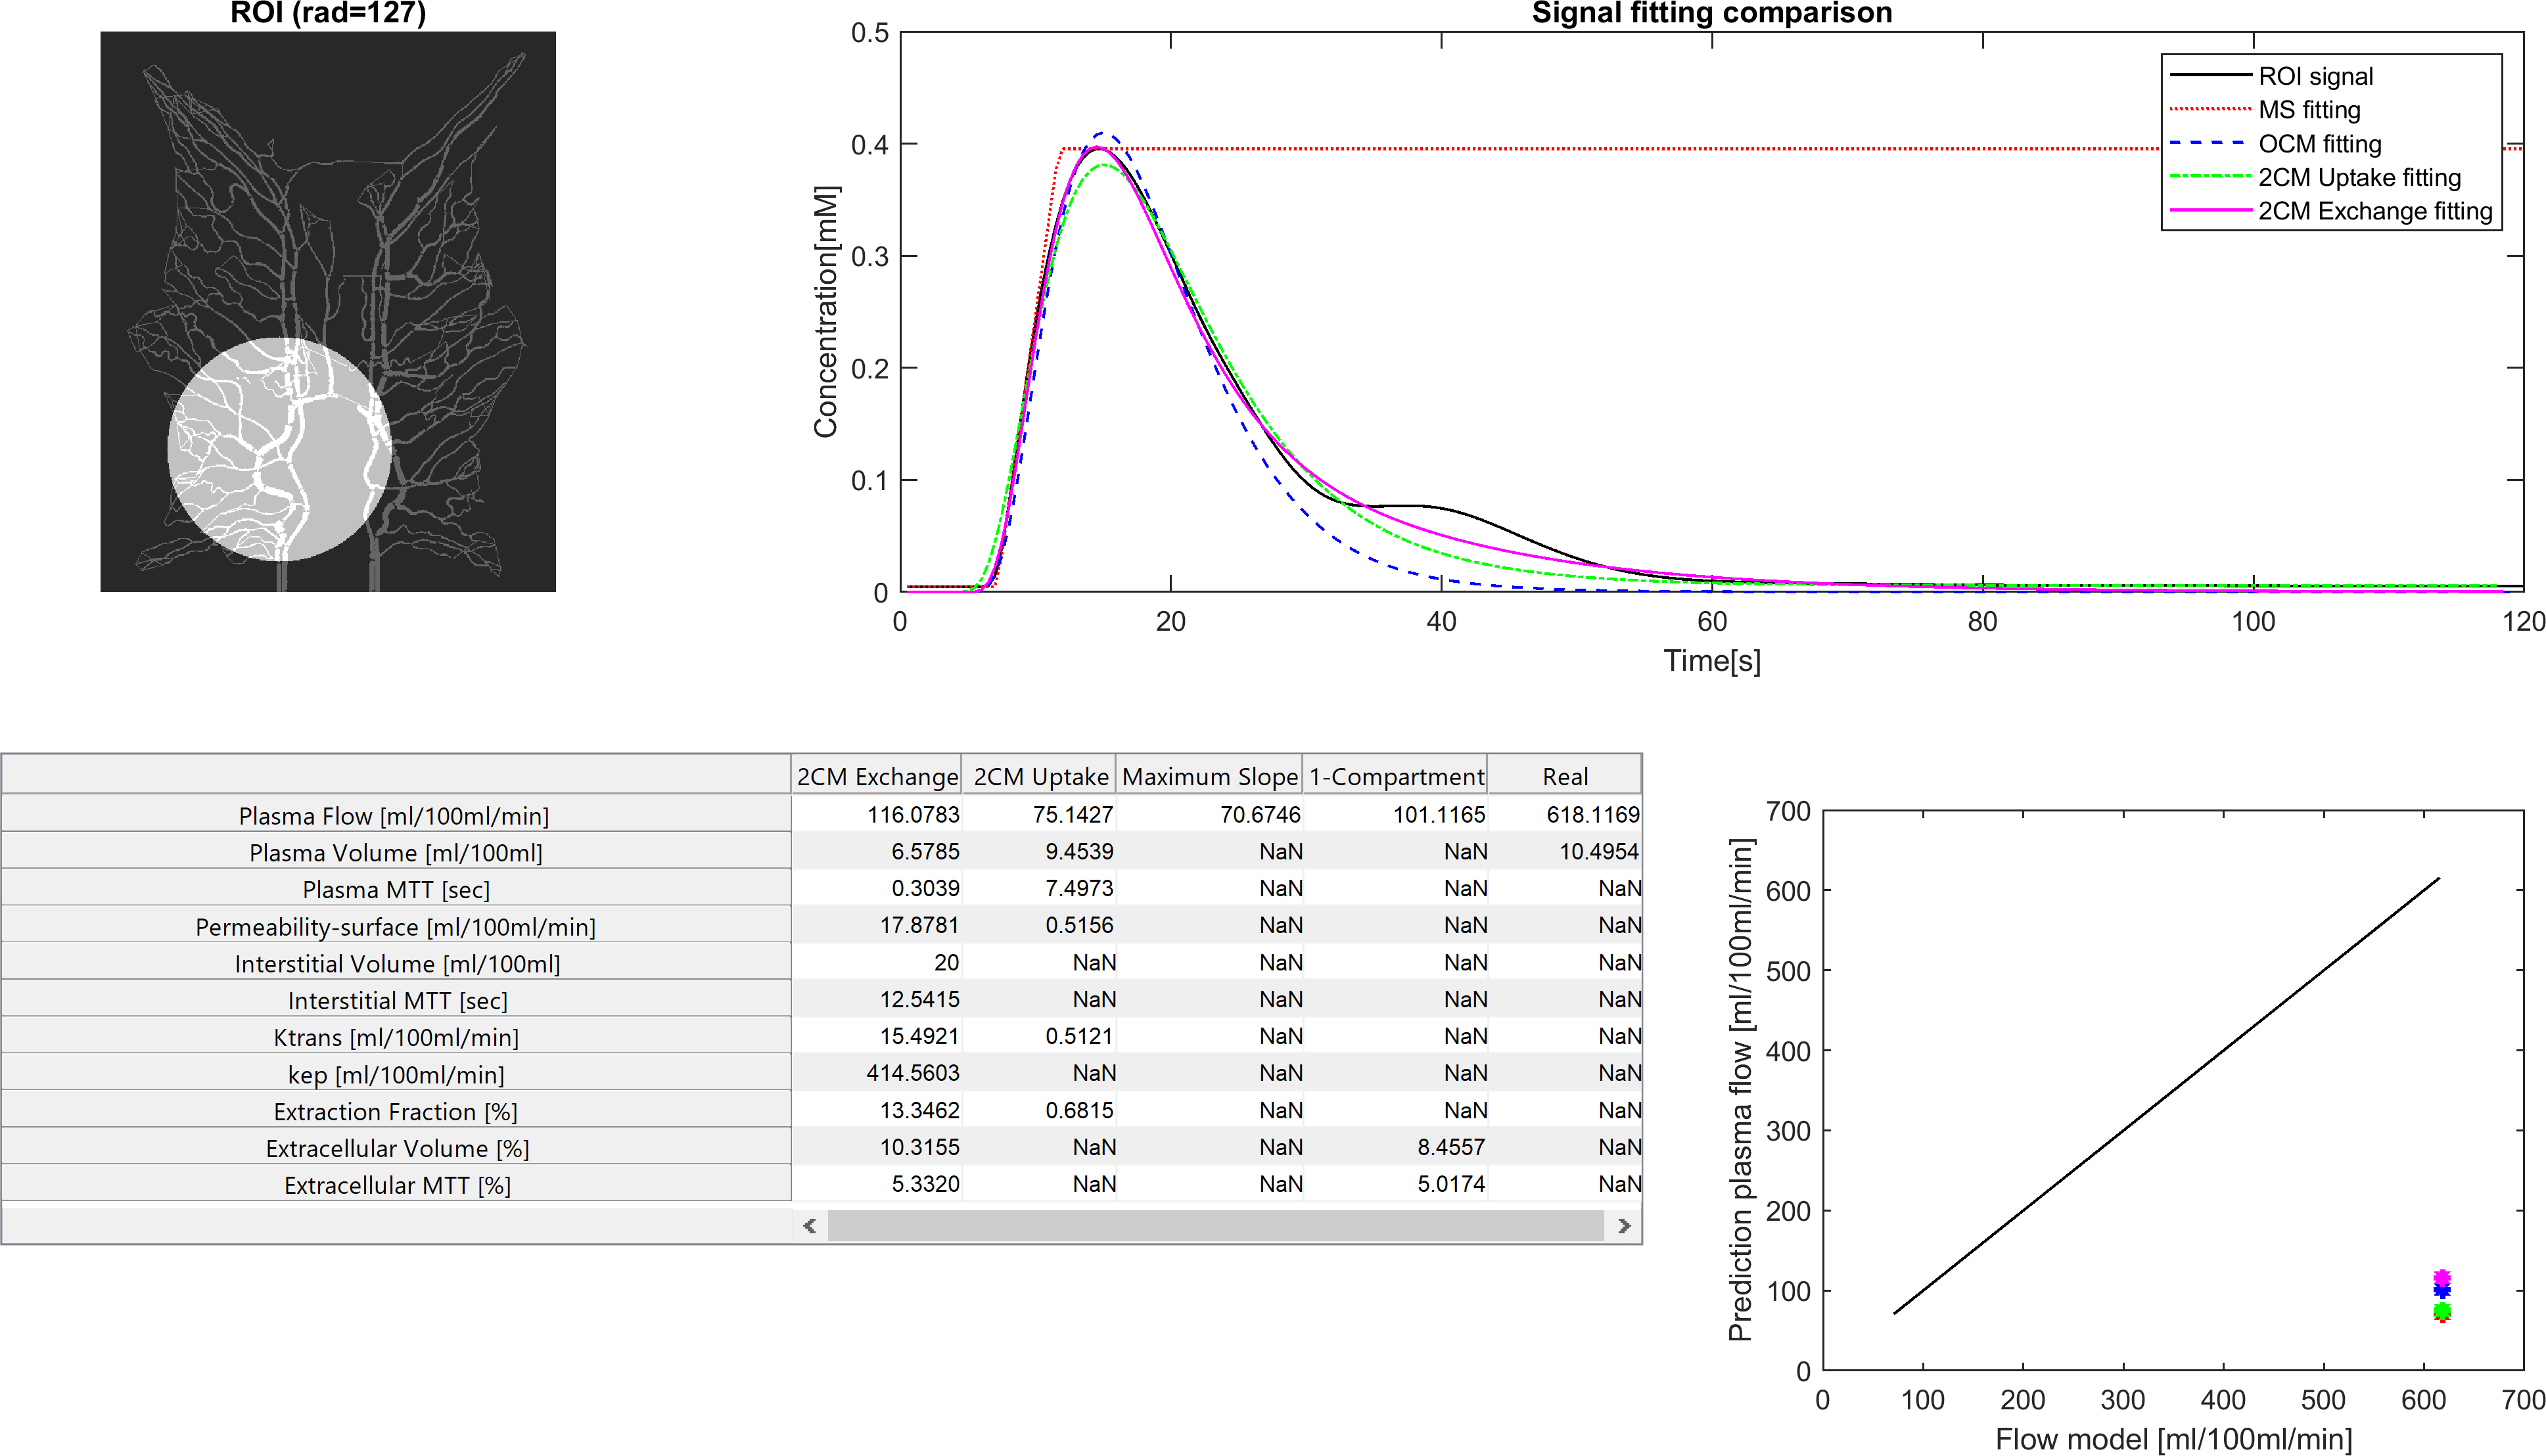 ROI (rad=127)
Signal fitting comparison
0.5
0.4
0.3
0.2
0.1
0
Concentration[mM]
0 20 40 60 80 100 120
Time[s]
ROI signal
MS fitting
OCM fitting
2CM Uptake fitting
2CM Exchange fitting
2CM Exchange 2CM Uptake Maximum Slope 1-Compartment Real
Plasma Flow [ml/100ml/min] 116.0783 75.1427 70.6746 101.1165 618.1169
Plasma Volume [ml/100ml] 6.5785 9.4539 NaN NaN 10.4954
Plasma MTT [sec] 0.3039 7.4973 NaN NaN NaN
Permeability-surface [ml/100ml/min] 17.8781 0.5156 NaN NaN NaN
Interstitial Volume [ml/100ml] 20 NaN NaN NaN NaN
Interstitial MTT [sec] 12.5415 NaN NaN NaN NaN
Ktrans [ml/100ml/min] 15.4921 0.5121 NaN NaN NaN
kep [ml/100ml/min] 414.5603 NaN NaN NaN NaN
Extraction Fraction [%] 13.3462 0.6815 NaN NaN NaN
Extracellular Volume [%] 10.3155 NaN NaN 8.4557 NaN
Extracellular MTT [%] 5.3320 NaN NaN 5.0174 NaN
700
600
500
400
300
200
100
0
Prediction plasma flow [ml/100ml/min]
0 100 200 300 400 500 600 700
Flow model [ml/100ml/min]